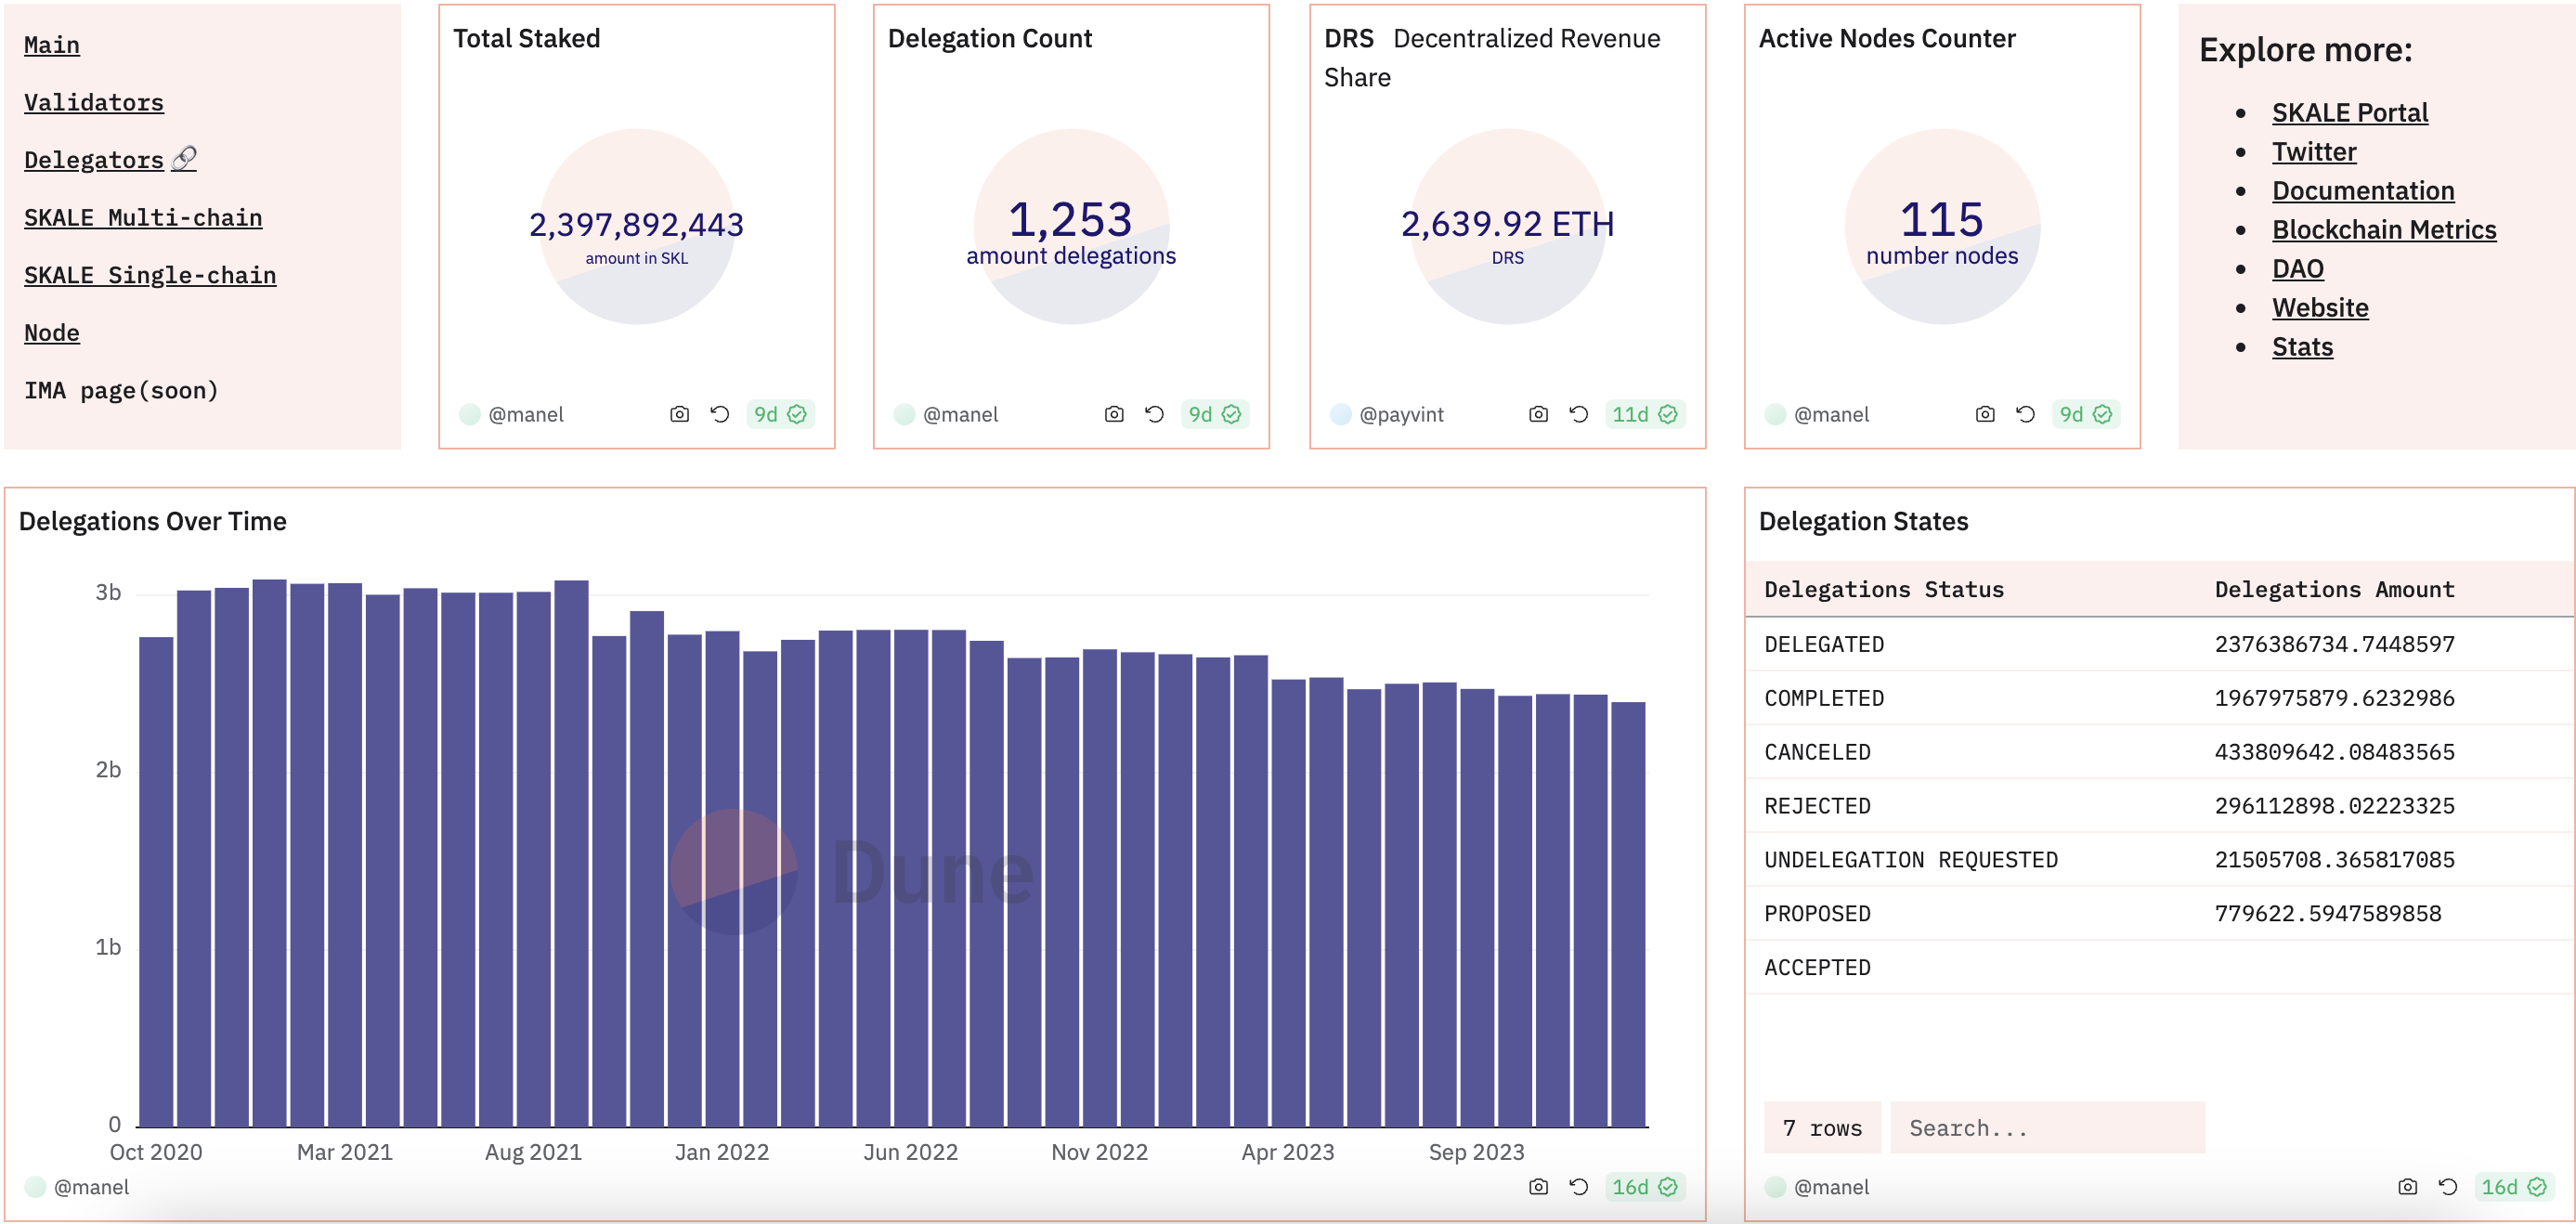 Main
Validators
Delegators 🔗
SKALE Multi-chain
SKALE Single-chain
Node
IMA page(soon)
Total Staked
2,397,892,443
amount in SKL
@manel
9d
Delegation Count
1,253
amount delegations
@manel
9d
DRS Decentralized Revenue
Share
2,639.92 ETH
DRS
@payvint
11d
Active Nodes Counter
115
number nodes
@manel
9d
Explore more:
SKALE Portal
Twitter
Documentation
Blockchain Metrics
DAO
Website
Stats
Delegations Over Time
3b
2b
1b
0
Dune
Oct 2020 Mar 2021 Aug 2021 Jan 2022 Jun 2022 Nov 2022 Apr 2023 Sep 2023
@manel
16d
Delegation States
Delegations Status Delegations Amount
DELEGATED 2376386734.7448597
COMPLETED 1967975879.6232986
CANCELED 433809642.08483565
REJECTED 296112898.02223325
UNDELEGATION REQUESTED 21505708.365817085
PROPOSED 779622.5947589858
ACCEPTED
7 rows Search...
@manel
16d